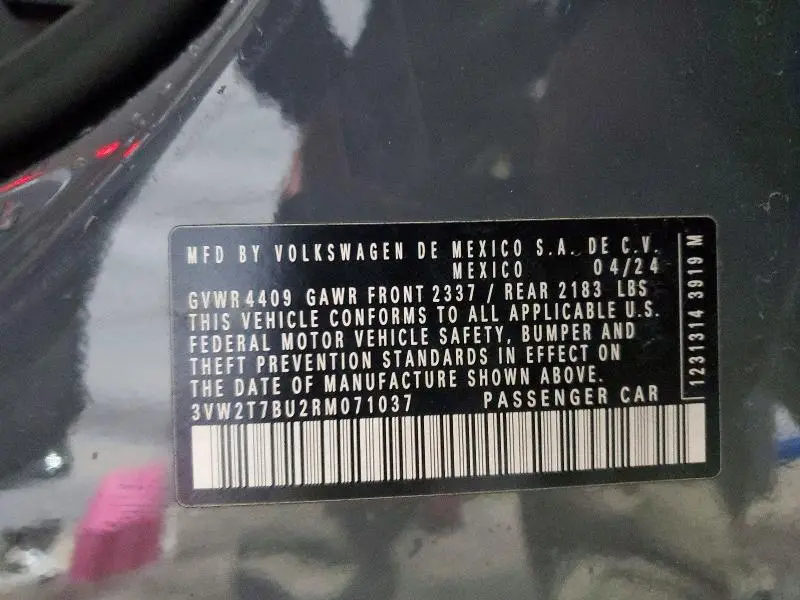 MFD BY VOLKSWAGEN DE MEXICO S.A. DE C.V.
MEXICO 04/24
GVWR4409 GAWR FRONT 2337 / REAR 2183 LBS
THIS VEHICLE CONFORMS TO ALL APPLICABLE U.S.
FEDERAL MOTOR VEHICLE SAFETY, BUMPER AND
THEFT PREVENTION STANDARDS IN EFFECT ON
THE DATE OF MANUFACTURE SHOWN ABOVE.
3VW2T7BU2RM071037 PASSENGER CAR
1231314 3919 M